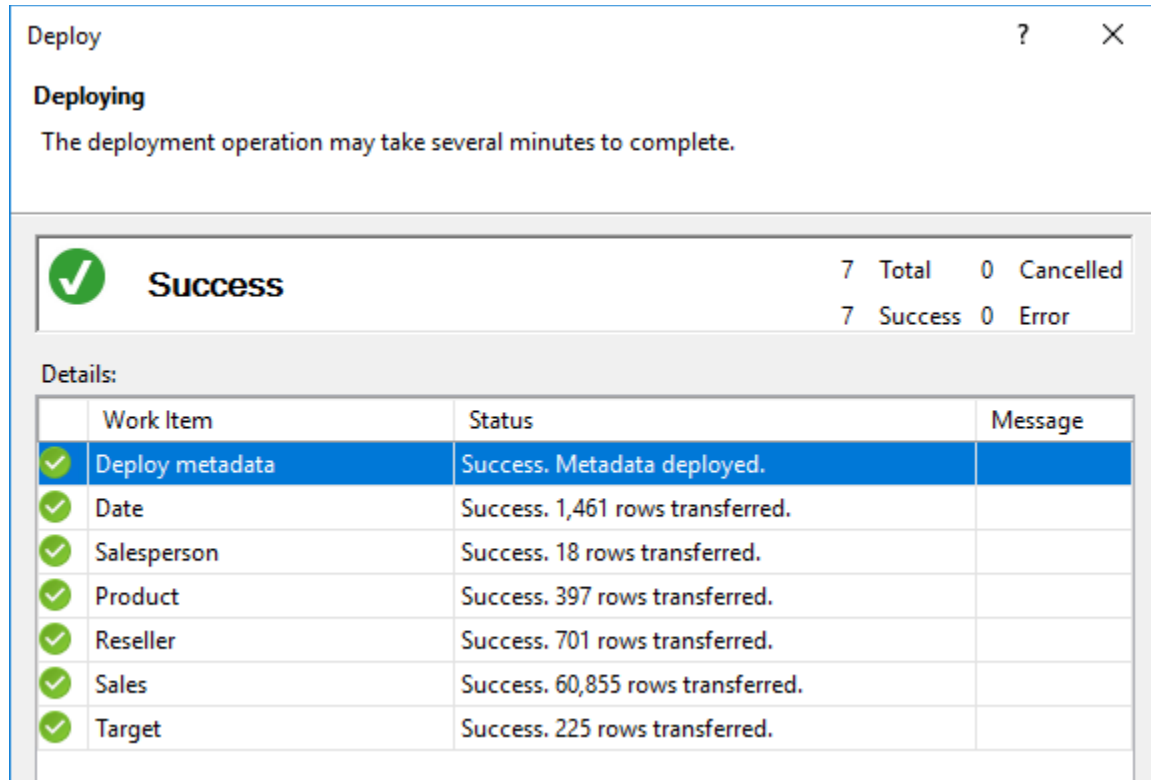 Deploy ?
Deploying
The deployment operation may take several minutes to complete.
Success 7 Total 0 Cancelled
7 Success 0 Error
Details:
Work Item Status Message
Deploy metadata Success. Metadata deployed.
Date Success. 1,461 rows transferred.
Salesperson Success. 18 rows transferred.
Product Success. 397 rows transferred.
Reseller Success. 701 rows transferred.
Sales Success. 60,855 rows transferred.
Target Success. 225 rows transferred.